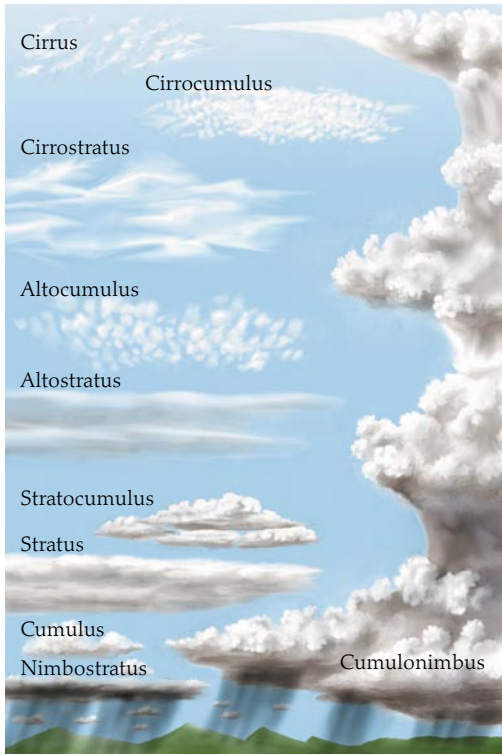 Cirrus
Cirrocumulus
Cirrostratus
Altocumulus
Altostratus
Stratocumulus
Stratus
Cumulus
Nimbostratus
Cumulonimbus